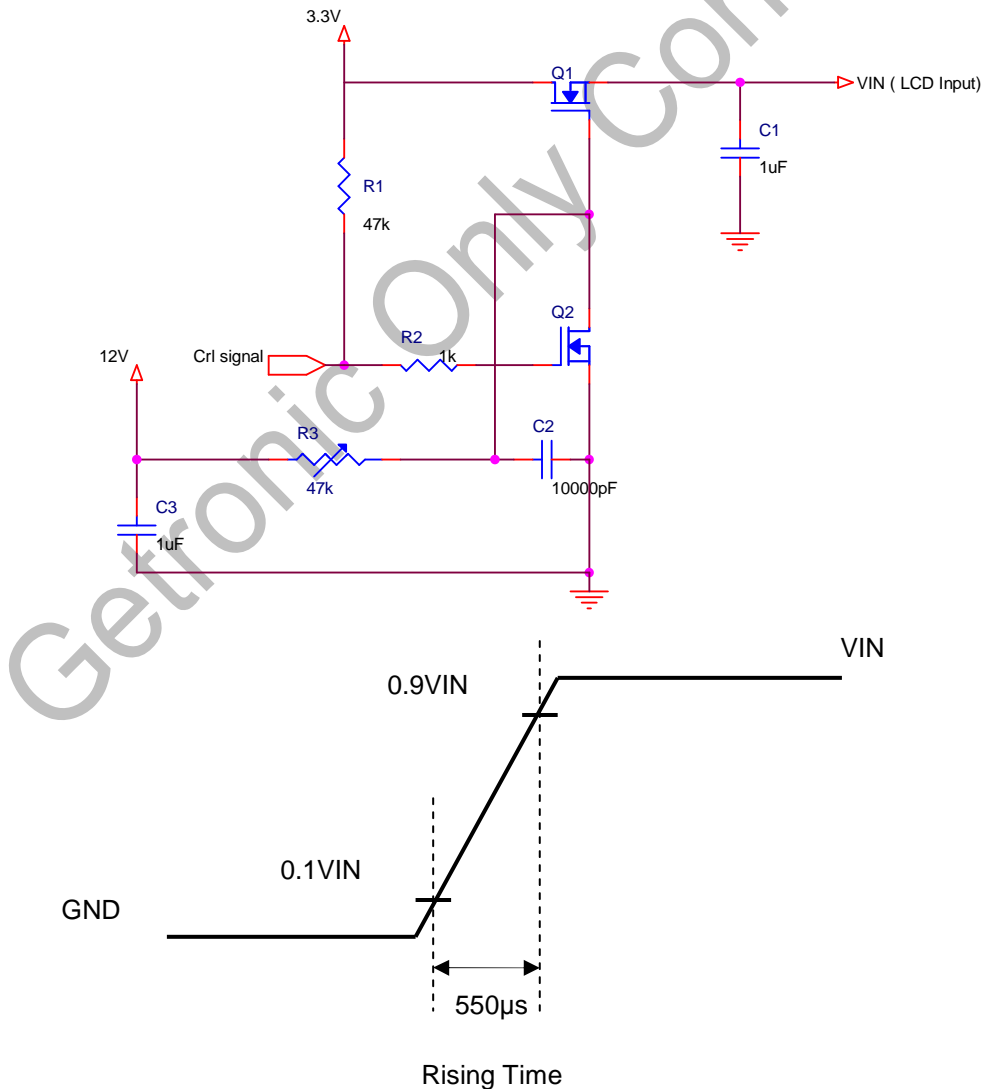 3.3V
Q1
VIN ( LCD Input)
C1
1uF
R1
47k
Q2
R2
1k
12V
Crl signal
R3
47k
C2
10000pF
C3
1uF
Getronic Only Con
VIN
0.9VIN
0.1VIN
GND
550µs
Rising Time